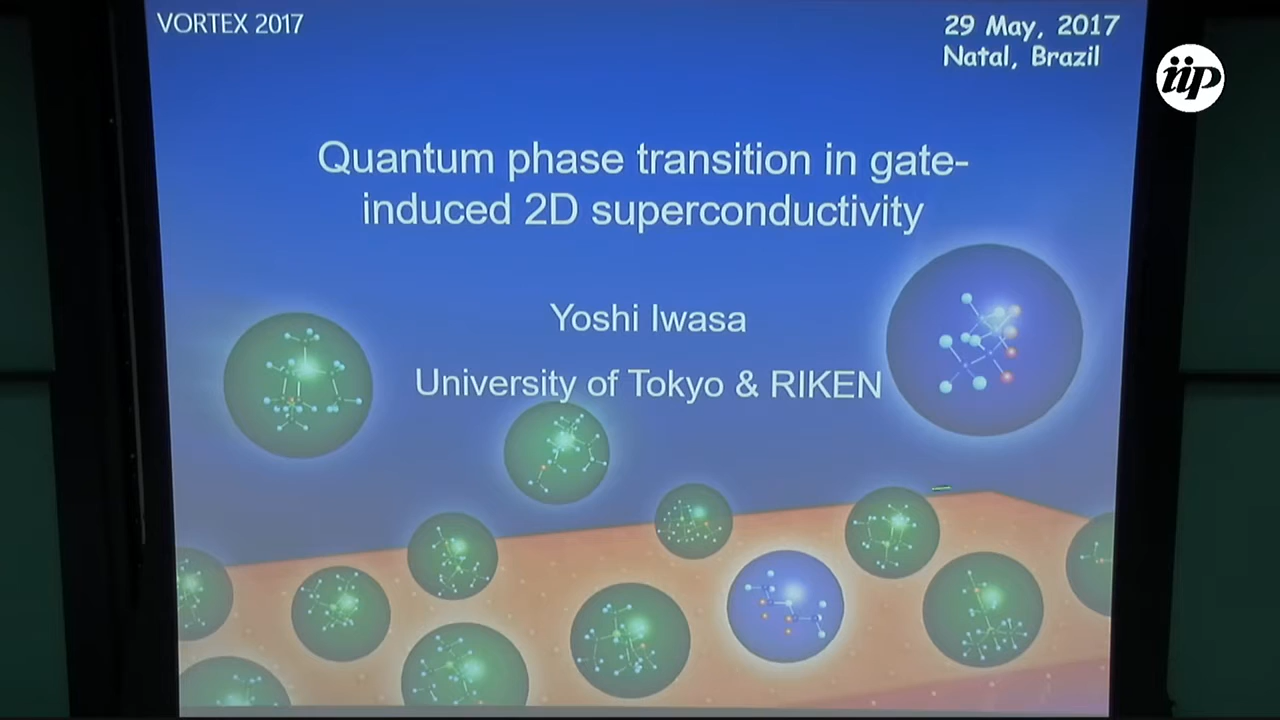 VORTEX 2017
29 May, 2017
Natal, Brazil
iip
Quantum phase transition in gate-
induced 2D superconductivity
Yoshi Iwasa
University of Tokyo & RIKEN